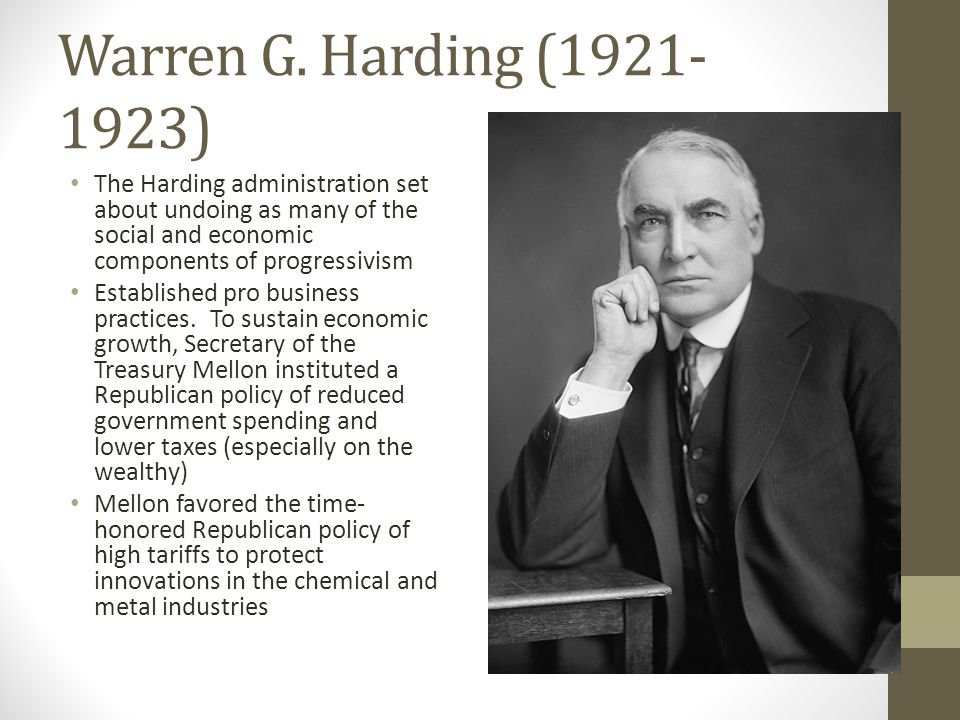 Warren G. Harding (1921-
1923)
• The Harding administration set
about undoing as many of the
social and economic
components of progressivism
• Established pro business
practices.  To sustain economic
growth, Secretary of the
Treasury Mellon instituted a
Republican policy of reduced
government spending and
lower taxes (especially on the
wealthy)
• Mellon favored the time-
honored Republican policy of
high tariffs to protect
innovations in the chemical and
metal industries